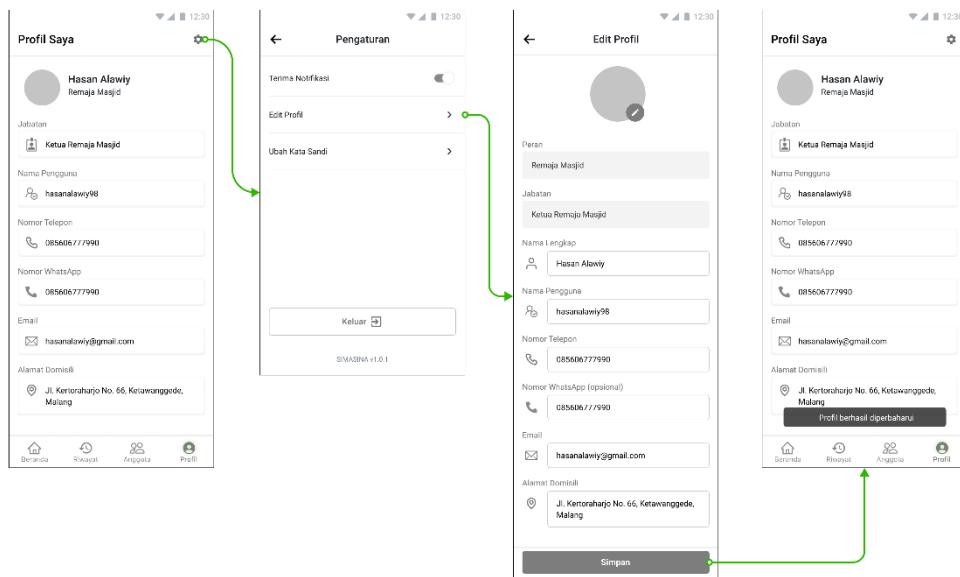 12:30
Profil Saya
Hasan Alawiy
Remaja Masjid
Jabatan
Ketua Remaja Masjid
Nama Pengguna
hasanalawiy98
Nomor Telepon
085606777990
Nomor WhatsApp
085606777990
Email
hasanalawiy@gmail.com
Alamat Domisili
Jl. Kertoraharjo No. 66, Ketawanggede,
Malang
Beranda
Riwayat
Anggota
Profil
12:30
Pengaturan
Terima Notifikasi
Edit Profil
Ubah Kata Sandi
Keluar
SIMASINA v1.0.1
12:30
Edit Profil
Peran
Remaja Masjid
Jabatan
Ketua Remaja Masjid
Nama Lengkap
Hasan Alawiy
Nama Pengguna
hasanalawiy98
Nomor Telepon
085606777990
Nomor WhatsApp (opsional)
085606777990
Email
hasanalawiy@gmail.com
Alamat Domisili
Jl. Kertoraharjo No. 66, Ketawanggede,
Malang
Simpan
12:30
Profil Saya
Hasan Alawiy
Remaja Masjid
Jabatan
Ketua Remaja Masjid
Nama Pengguna
hasanalawiy98
Nomor Telepon
085606777990
Nomor WhatsApp
085606777990
Email
hasanalawiy@gmail.com
Alamat Domisili
Jl. Kertoraharjo No. 66, Ketawanggede,
Malang
Profil berhasil diperbaharui
Beranda
Riwayat
Anggota
Profil